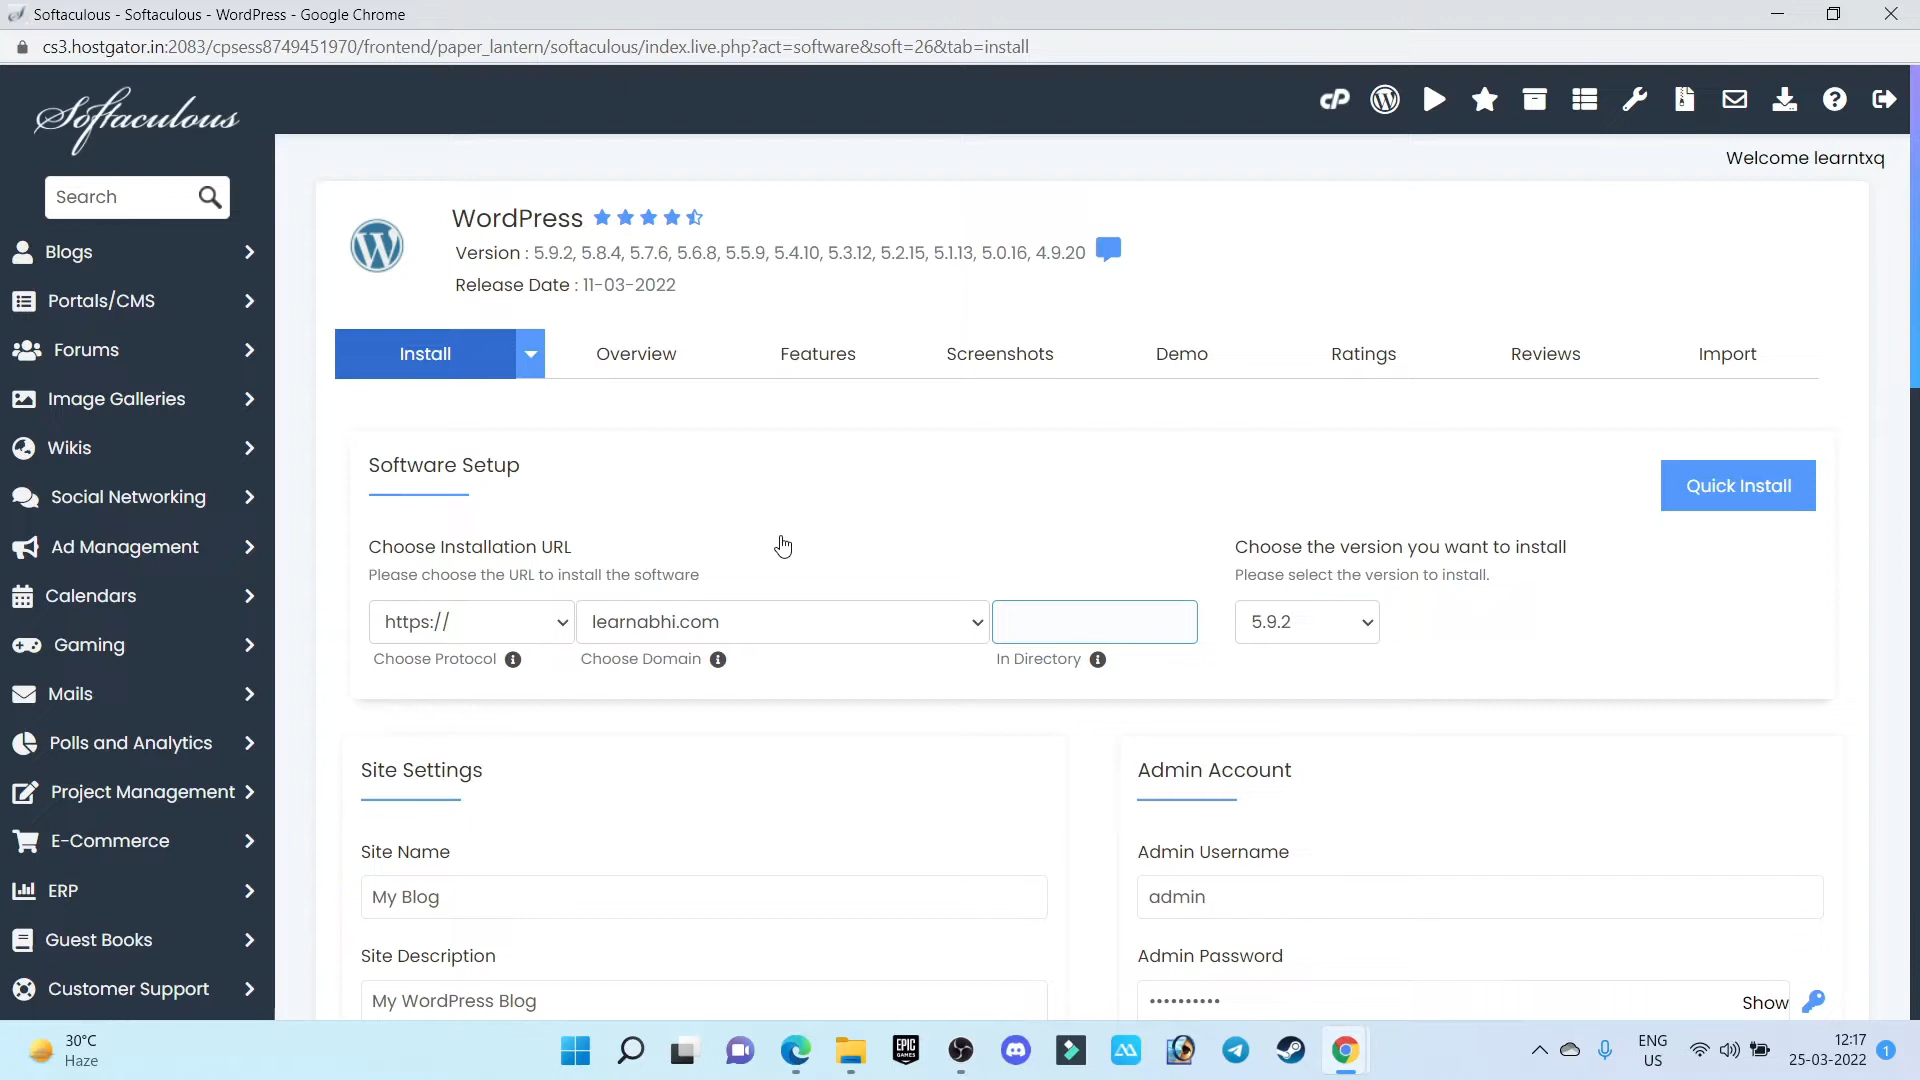 Softaculous - Softaculous - WordPress - Google Chrome
cs3.hostgator.in:2083/cpsess8749451970/frontend/paper_lantern/softaculous/index.live.php?act=software&soft=26&tab=install
Softaculous
cP
Welcome learntxq
Search
Blogs
Portals/CMS
Forums
Image Galleries
Wikis
Social Networking
Ad Management
Calendars
Gaming
Mails
Polls and Analytics
Project Management
E-Commerce
ERP
Guest Books
Customer Support
WordPress
Version : 5.9.2, 5.8.4, 5.7.6, 5.6.8, 5.5.9, 5.4.10, 5.3.12, 5.2.15, 5.1.13, 5.0.16, 4.9.20
Release Date : 11-03-2022
Install Overview Features Screenshots Demo Ratings Reviews Import
Software Setup
Quick Install
Choose Installation URL
Please choose the URL to install the software
https:// learnabhi.com
Choose Protocol Choose Domain In Directory
Choose the version you want to install
Please select the version to install.
5.9.2
Site Settings
Site Name
My Blog
Site Description
My WordPress Blog
Admin Account
Admin Username
admin
Admin Password
••••••••••
Show
30°C
Haze
EPIC
GAMES
ENG
US
12:17
25-03-2022
1